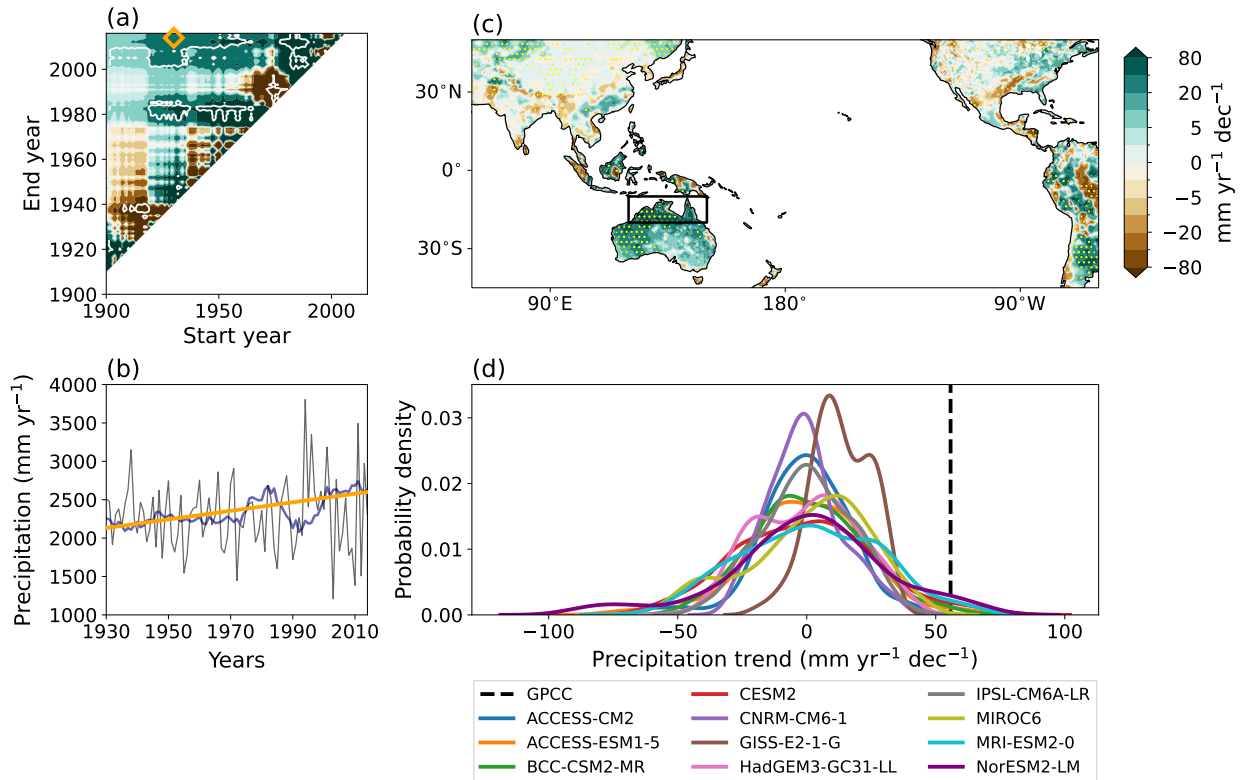 (a)
End year
2000
1980
1960
1940
1920
1900
1900
1950
2000
Start year
(c)
30°N
0°
30°S
90°E
180°
90°W
80
20
5
0
−5
−20
−80
mm yr⁻¹ dec⁻¹
(b)
Precipitation (mm yr⁻¹)
4000
3500
3000
2500
2000
1500
1000
1930
1950
1970
1990
2010
Years
(d)
Probability density
0.03
0.02
0.01
0.00
−100
−50
0
50
100
Precipitation trend (mm yr⁻¹ dec⁻¹)
GPCC
ACCESS-CM2
ACCESS-ESM1-5
BCC-CSM2-MR
CESM2
CNRM-CM6-1
GISS-E2-1-G
HadGEM3-GC31-LL
IPSL-CM6A-LR
MIROC6
MRI-ESM2-0
NorESM2-LM